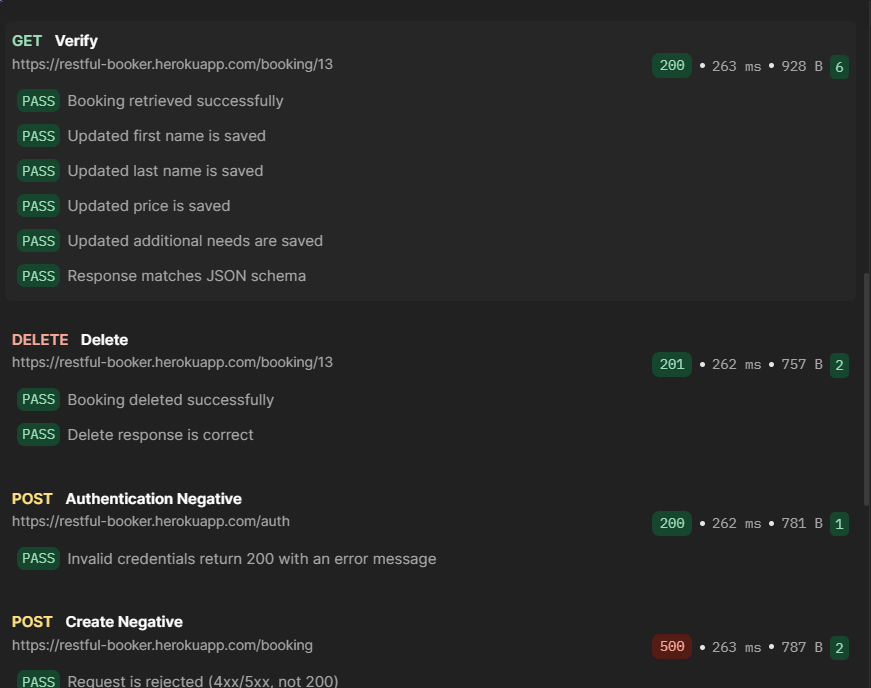 GET Verify
https://restful-booker.herokuapp.com/booking/13
200 • 263 ms • 928 B 6
PASS Booking retrieved successfully
PASS Updated first name is saved
PASS Updated last name is saved
PASS Updated price is saved
PASS Updated additional needs are saved
PASS Response matches JSON schema
DELETE Delete
https://restful-booker.herokuapp.com/booking/13
201 • 262 ms • 757 B 2
PASS Booking deleted successfully
PASS Delete response is correct
POST Authentication Negative
https://restful-booker.herokuapp.com/auth
200 • 262 ms • 781 B 1
PASS Invalid credentials return 200 with an error message
POST Create Negative
https://restful-booker.herokuapp.com/booking
500 • 263 ms • 787 B 2
PASS Request is rejected (4xx/5xx, not 200)